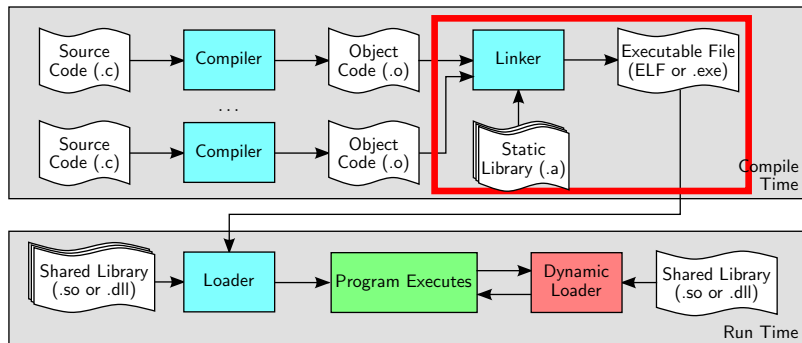 Source
Code (.c)
Compiler
Object
Code (.o)
Linker
Executable File
(ELF or .exe)
...
Source
Code (.c)
Compiler
Object
Code (.o)
Static
Library (.a)
Compile
Time
Shared Library
(.so or .dll)
Loader
Program Executes
Dynamic
Loader
Shared Library
(.so or .dll)
Run Time